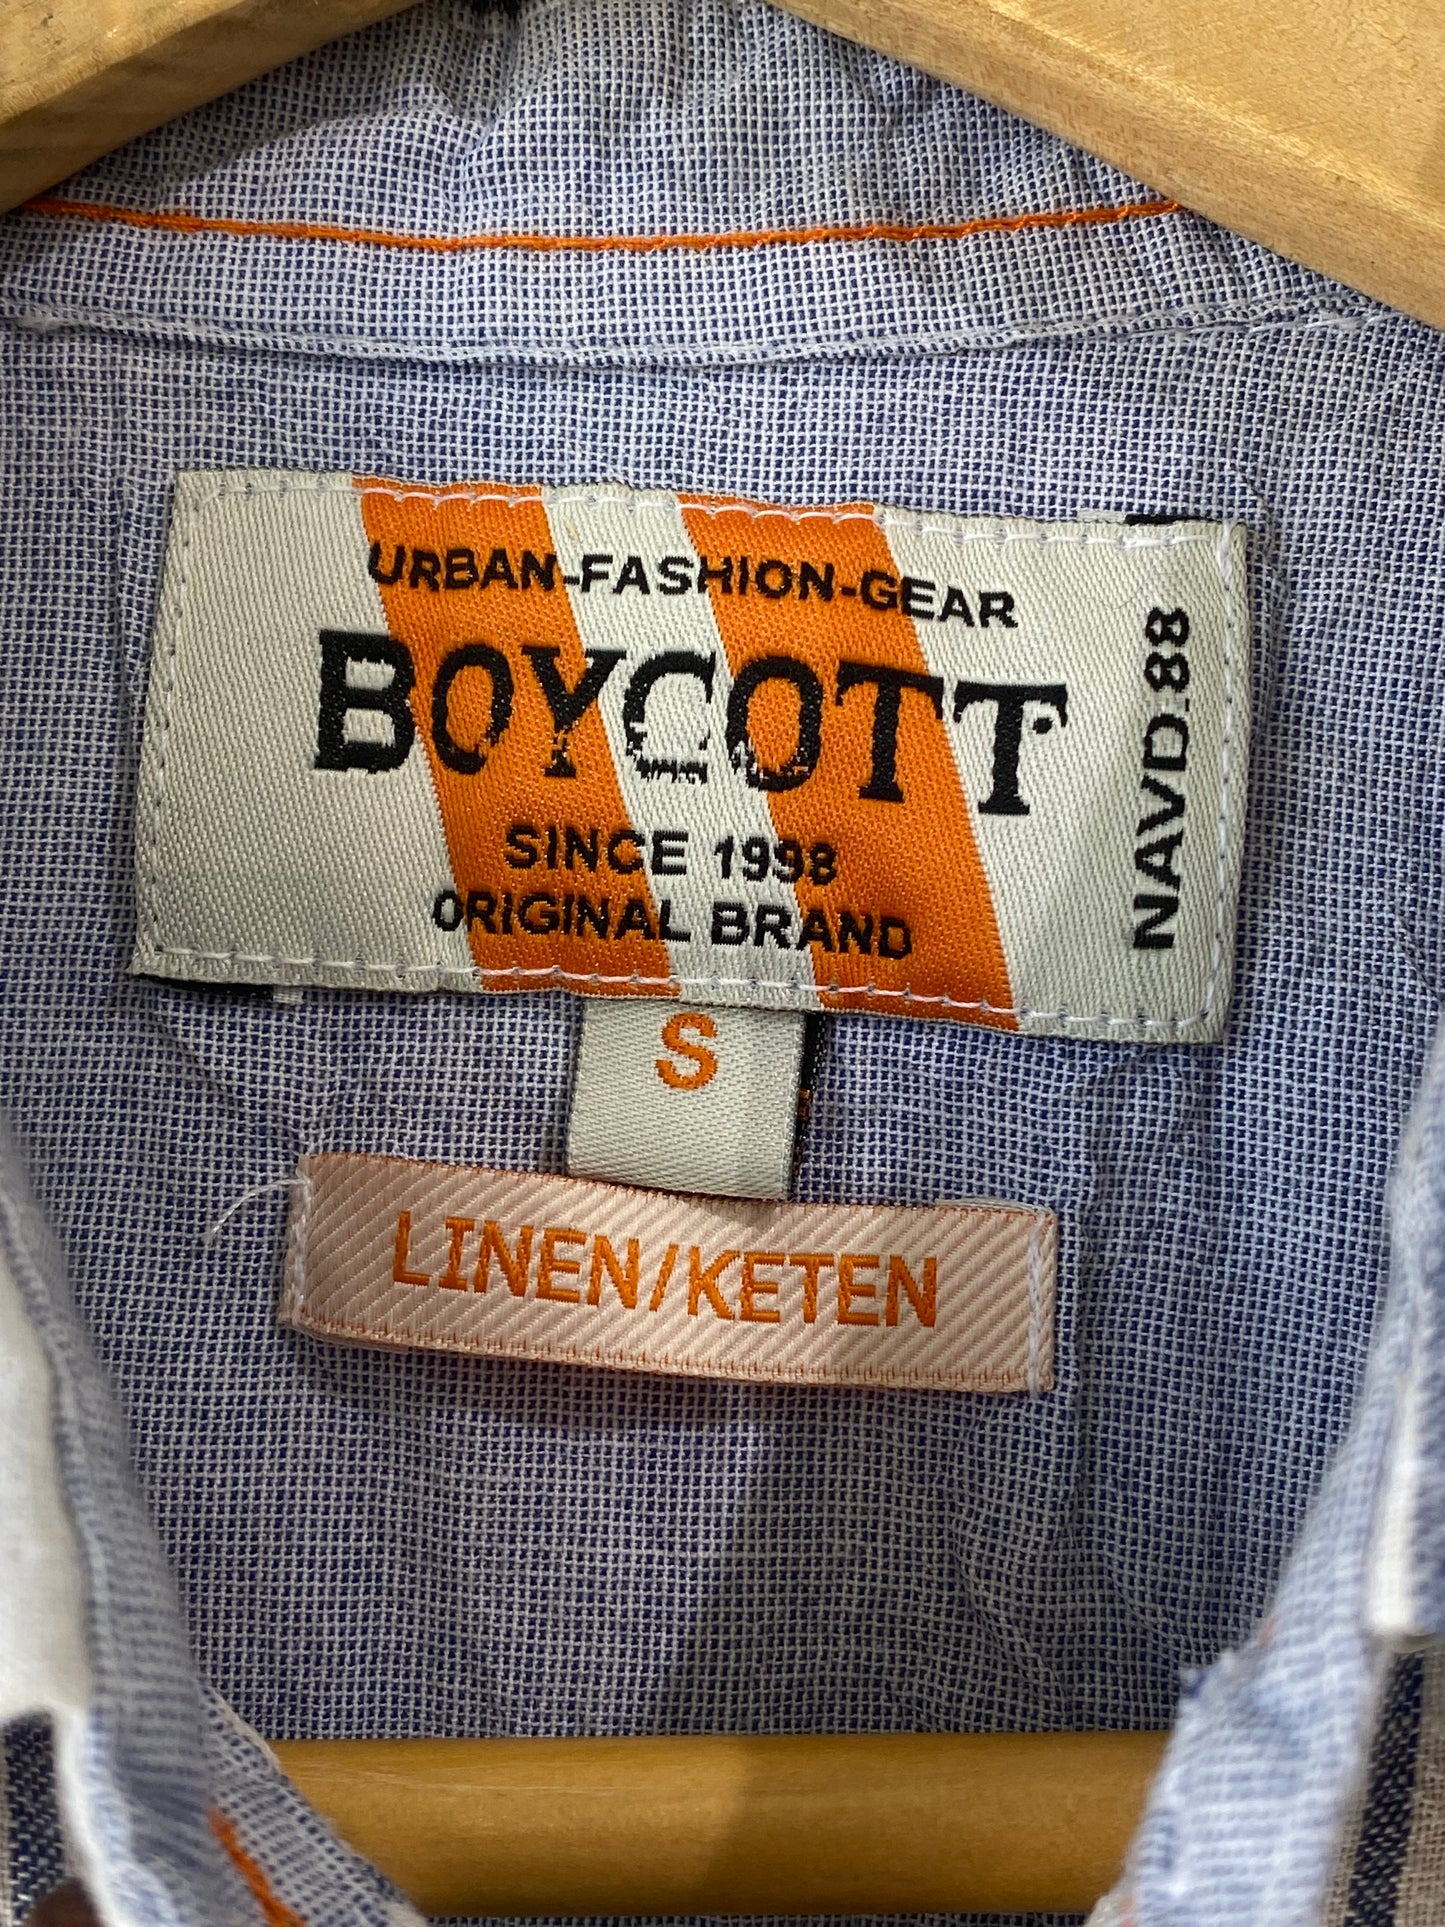 URBAN-FASHION-GEAR
BOYCOTT
SINCE 1998
ORIGINAL BRAND
NAVD.88
S
LINEN/KETEN